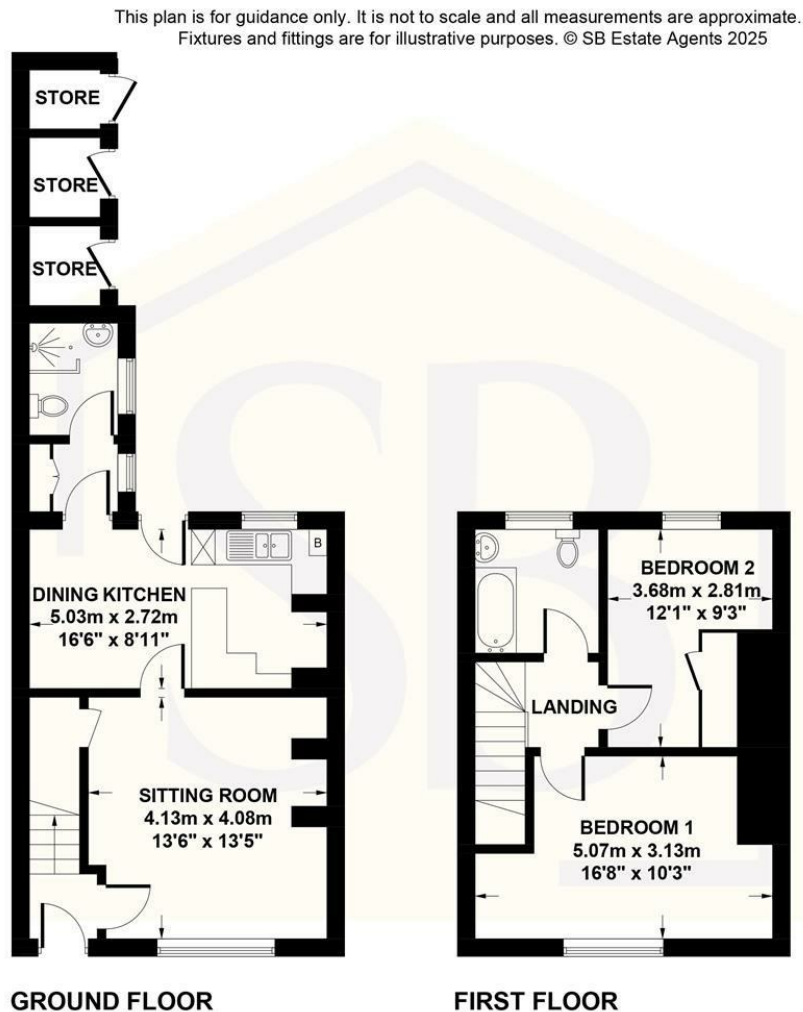 This plan is for guidance only. It is not to scale and all measurements are approximate.
Fixtures and fittings are for illustrative purposes. © SB Estate Agents 2025
STORE
STORE
STORE
B
DINING KITCHEN
5.03m x 2.72m
16'6" x 8'11"
SITTING ROOM
4.13m x 4.08m
13'6" x 13'5"
BEDROOM 2
3.68m x 2.81m
12'1" x 9'3"
LANDING
BEDROOM 1
5.07m x 3.13m
16'8" x 10'3"
SB
GROUND FLOOR
FIRST FLOOR